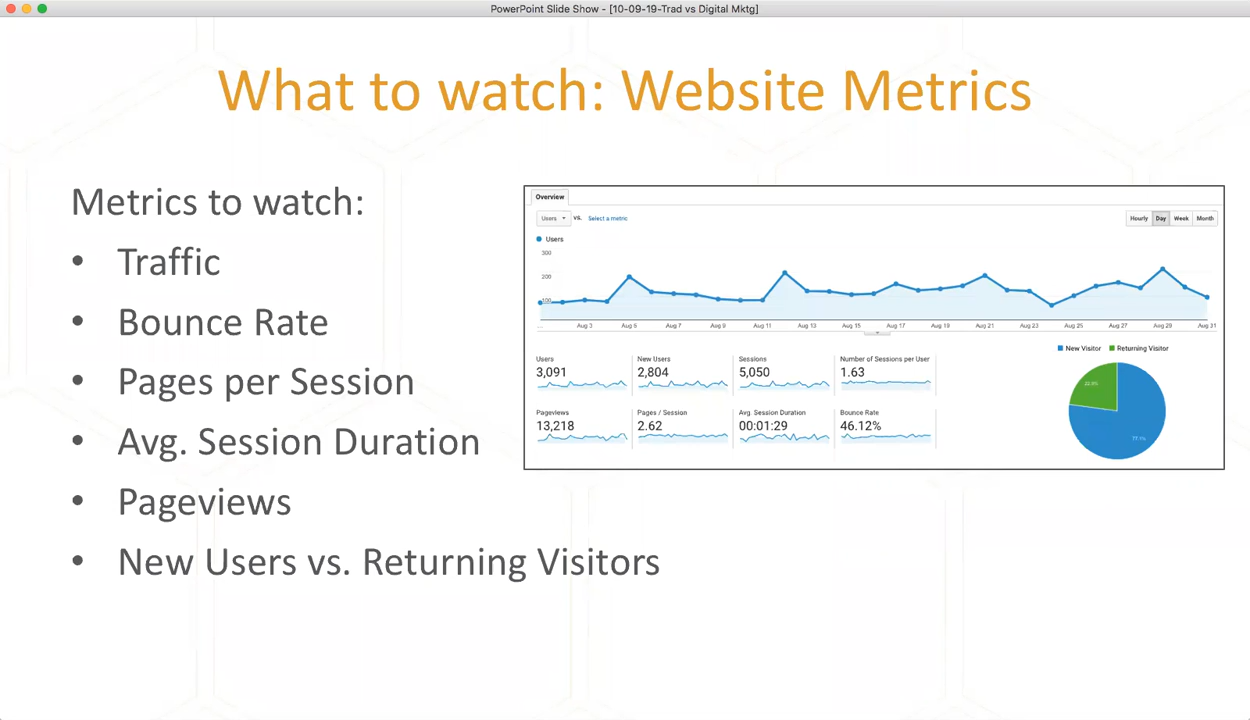 PowerPoint Slide Show - [10-09-19-Trad vs Digital Mktg]
What to watch: Website Metrics
Metrics to watch:
• Traffic
• Bounce Rate
• Pages per Session
• Avg. Session Duration
• Pageviews
• New Users vs. Returning Visitors
Overview
Users vs. Select a metric
Hourly Day Week Month
Users
300
200
100
... Aug 3 Aug 5 Aug 7 Aug 9 Aug 11 Aug 13 Aug 15 Aug 17 Aug 19 Aug 21 Aug 23 Aug 25 Aug 27 Aug 29 Aug 31
Users New Users Sessions Number of Sessions per User
3,091 2,804 5,050 1.63
Pageviews Pages / Session Avg. Session Duration Bounce Rate
13,218 2.62 00:01:29 46.12%
New Visitor Returning Visitor